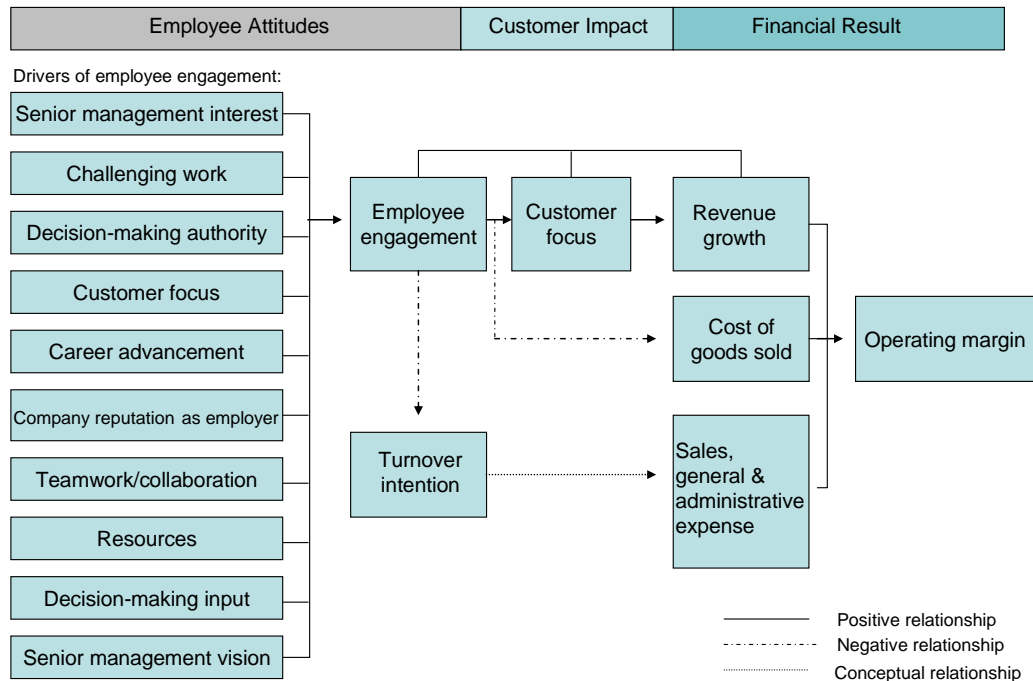 Employee Attitudes
Customer Impact
Financial Result
Drivers of employee engagement:
Senior management interest
Challenging work
Decision-making authority
Customer focus
Career advancement
Company reputation as employer
Teamwork/collaboration
Resources
Decision-making input
Senior management vision
Employee
engagement
Customer
focus
Revenue
growth
Cost of
goods sold
Operating margin
Turnover
intention
Sales,
general &
administrative
expense
Positive relationship
Negative relationship
Conceptual relationship